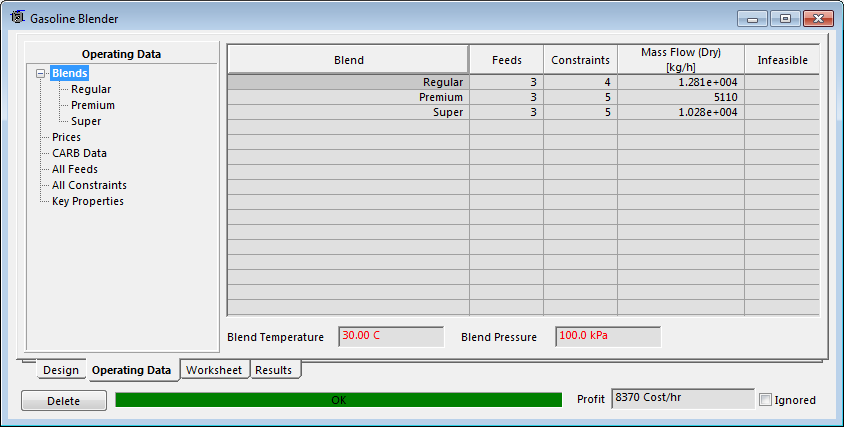 Gasoline Blender
Operating Data
Blends
Regular
Premium
Super
Prices
CARB Data
All Feeds
All Constraints
Key Properties
Blend Feeds Constraints Mass Flow (Dry) [kg/h] Infeasible
Regular 3 4 1.281e+004
Premium 3 5 5110
Super 3 5 1.028e+004
Blend Temperature 30.00 C Blend Pressure 100.0 kPa
Design Operating Data Worksheet Results
Delete OK Profit 8370 Cost/hr Ignored